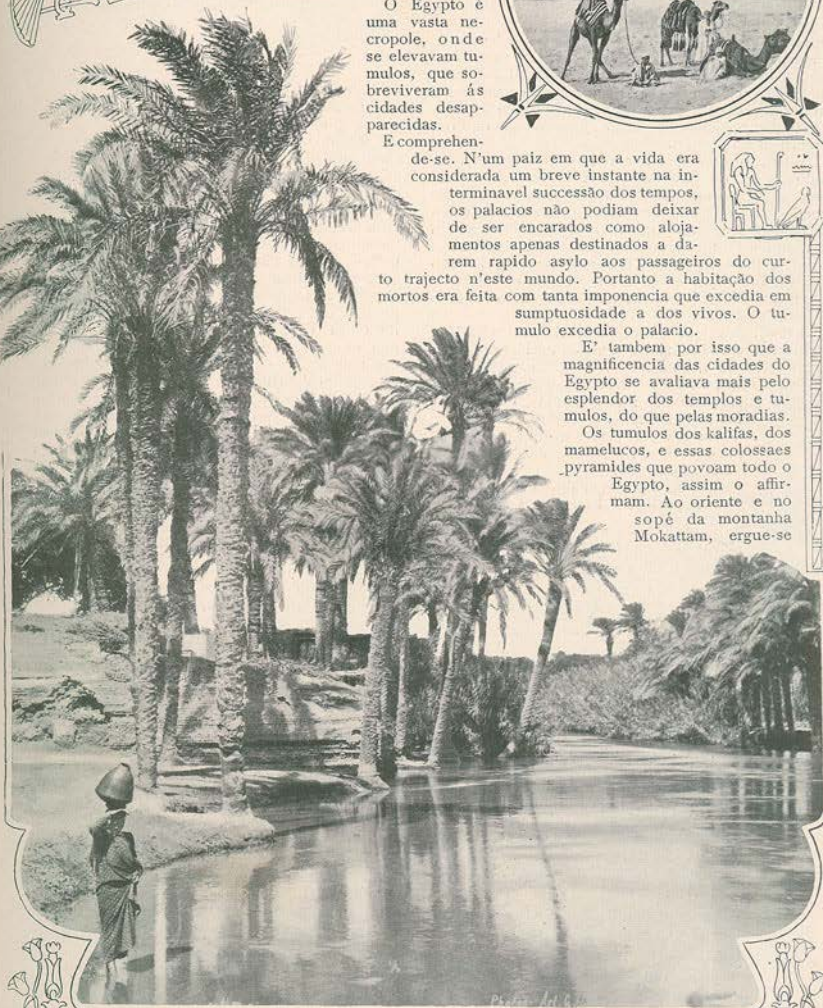 O Egypto é
uma vasta ne-
cropole, onde
se elevavam tu-
mulos, que so-
breviveram ás
cidades desap-
parecidas.
E comprehen-
de-se. N'um paiz em que a vida era
considerada um breve instante na in-
terminavel successão dos tempos,
os palacios não podiam deixar
de ser encarados como aloja-
mentos apenas destinados a da-
rem rapido asylo aos passageiros do cur-
to trajecto n'este mundo. Portanto a habitação dos
mortos era feita com tanta imponencia que excedia em
sumptuosidade a dos vivos. O tu-
mulo excedia o palacio.
E' tambem por isso que a
magnificencia das cidades do
Egypto se avaliava mais pelo
esplendor dos templos e tu-
mulos, do que pelas moradias.
Os tumulos dos kalifas, dos
mamelucos, e essas colossaes
pyramides que povoam todo o
Egypto, assim o affir-
mam. Ao oriente e no
sopé da montanha
Mokattam, ergue-se